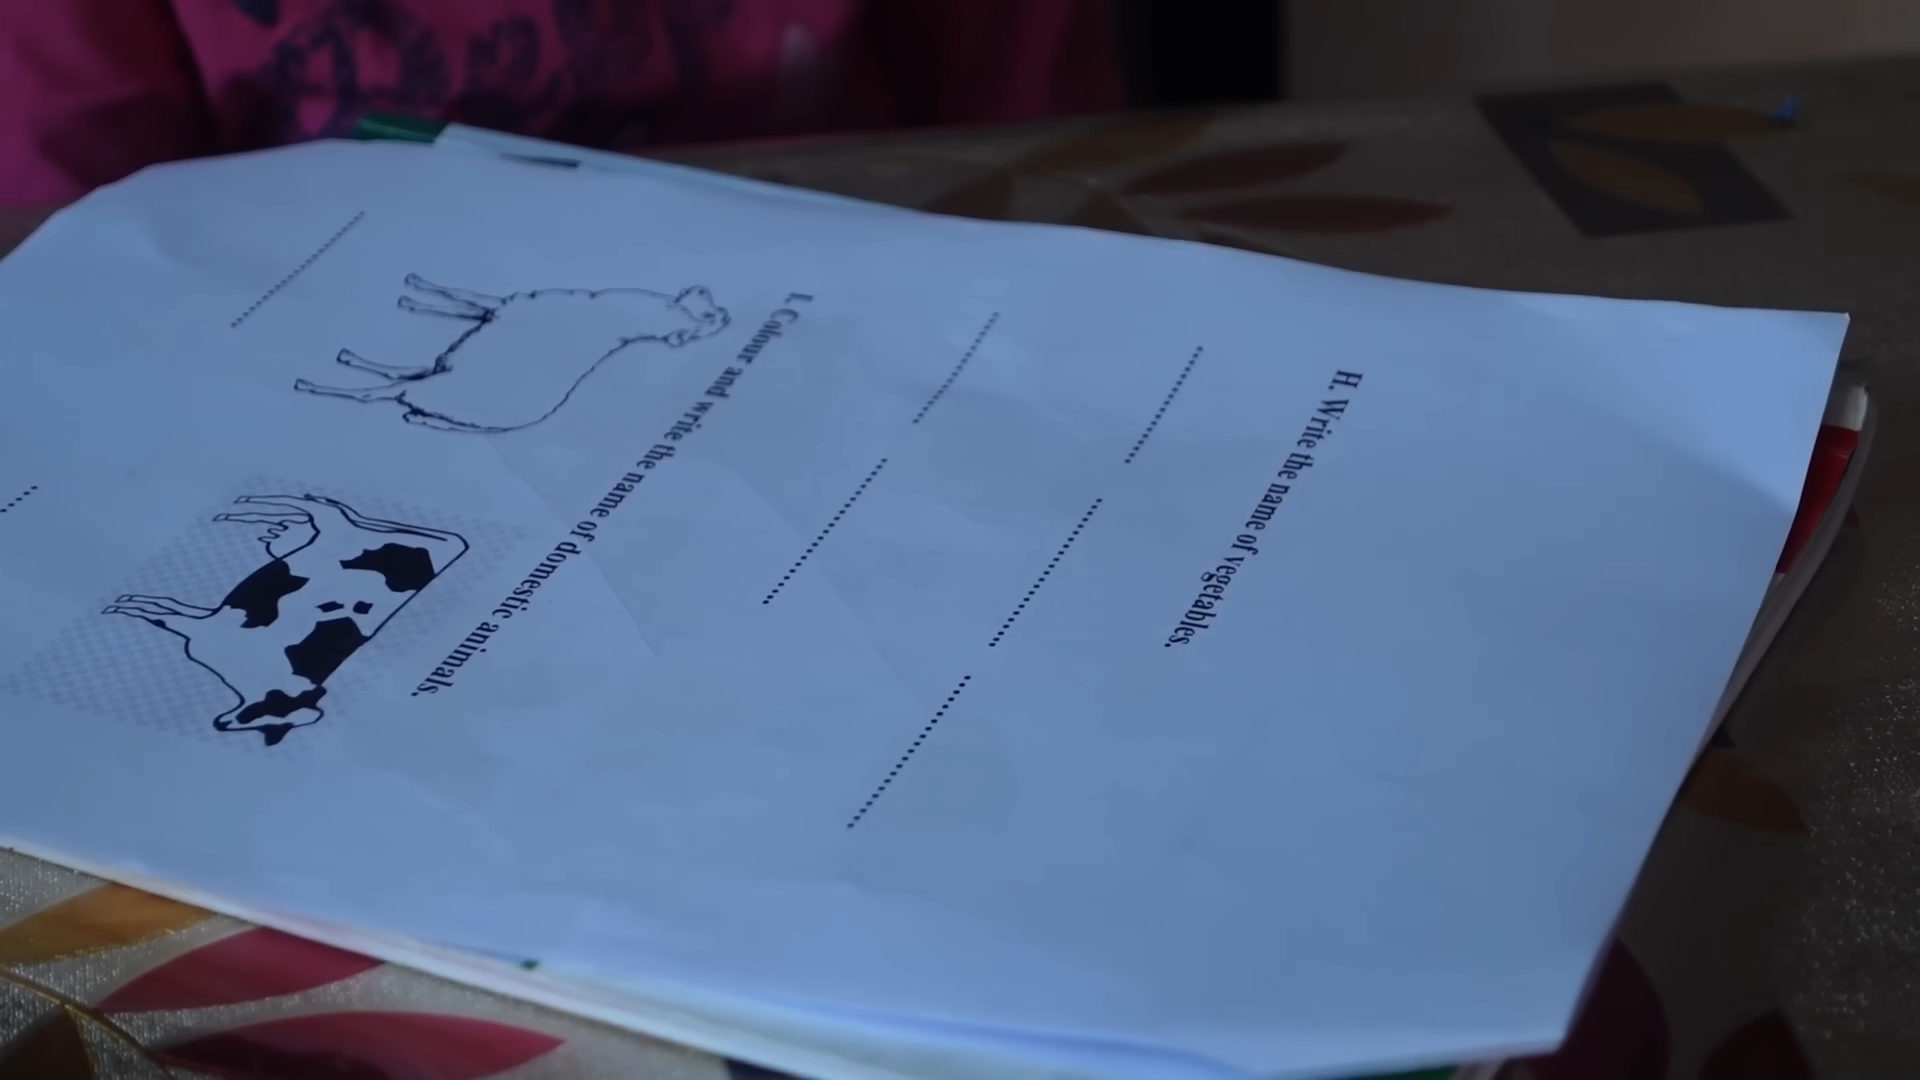 H. Write the name of vegetables.
I. Colour and write the name of domestic animals.